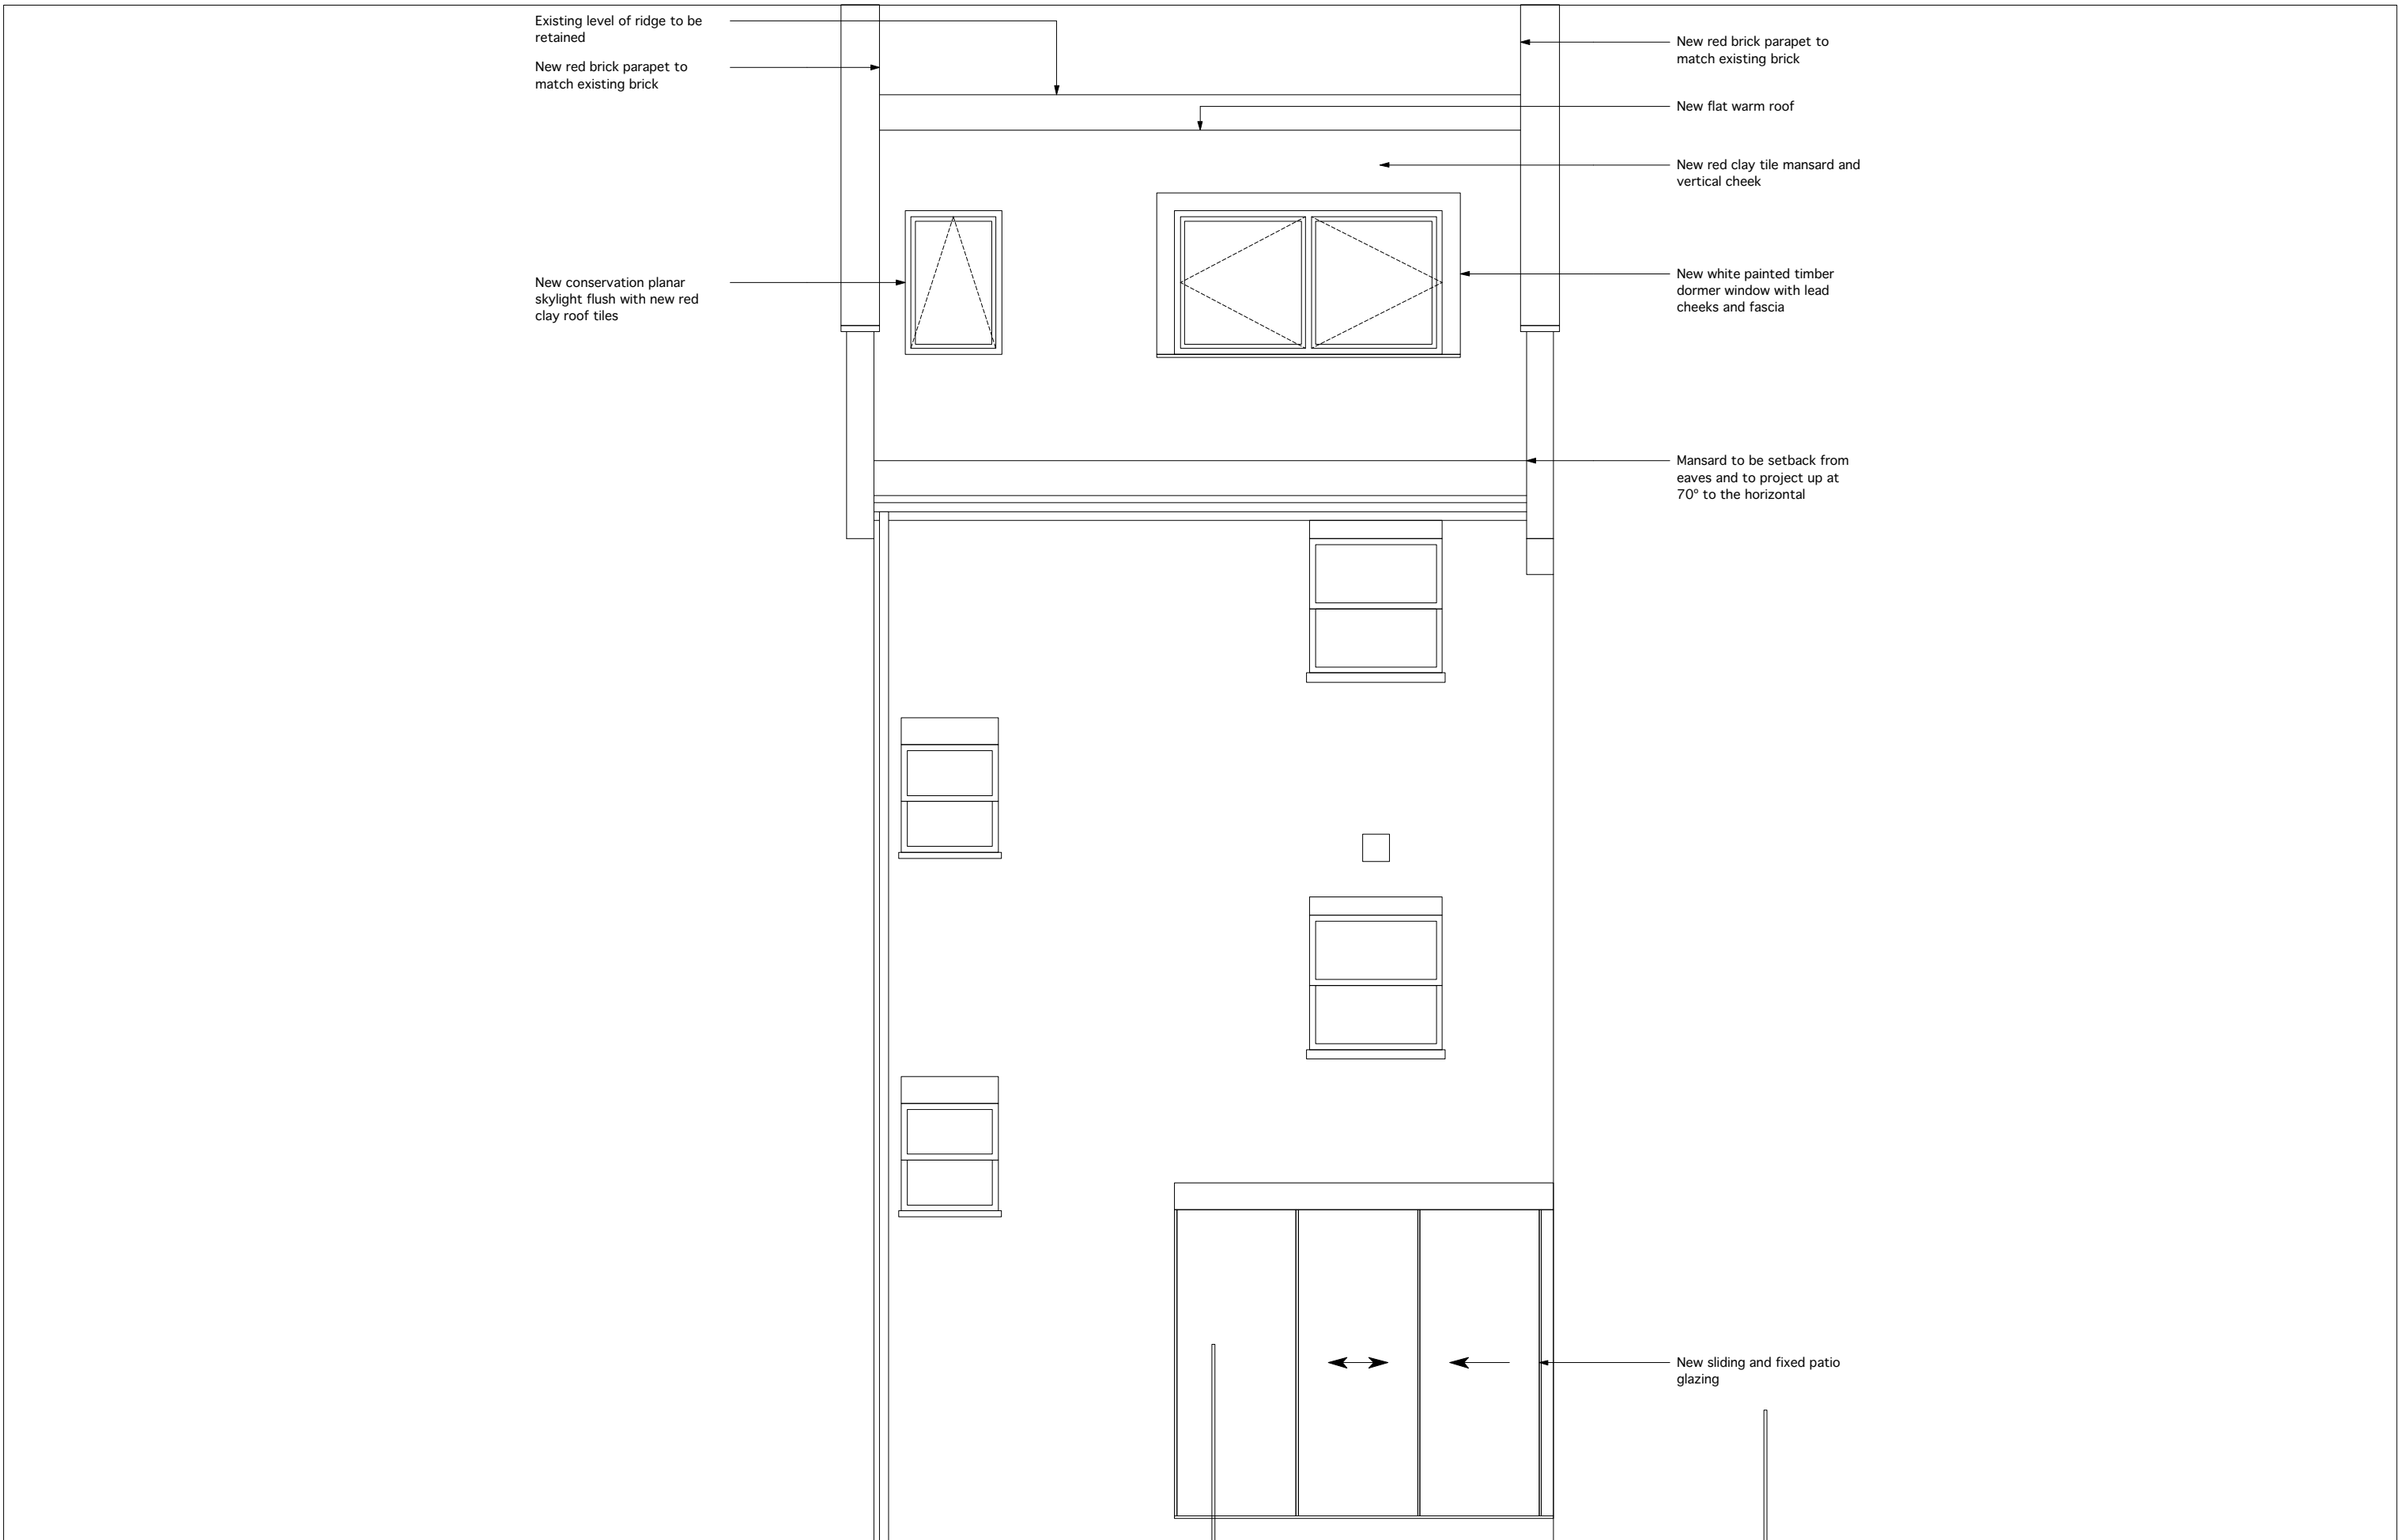 Existing level of ridge to be
retained
New red brick parapet to
match existing brick
New conservation planar
skylight flush with new red
clay roof tiles
New red brick parapet to
match existing brick
New flat warm roof
New red clay tile mansard and
vertical cheek
New white painted timber
dormer window with lead
cheeks and fascia
Mansard to be setback from
eaves and to project up at
70º to the horizontal
New sliding and fixed patio
glazing